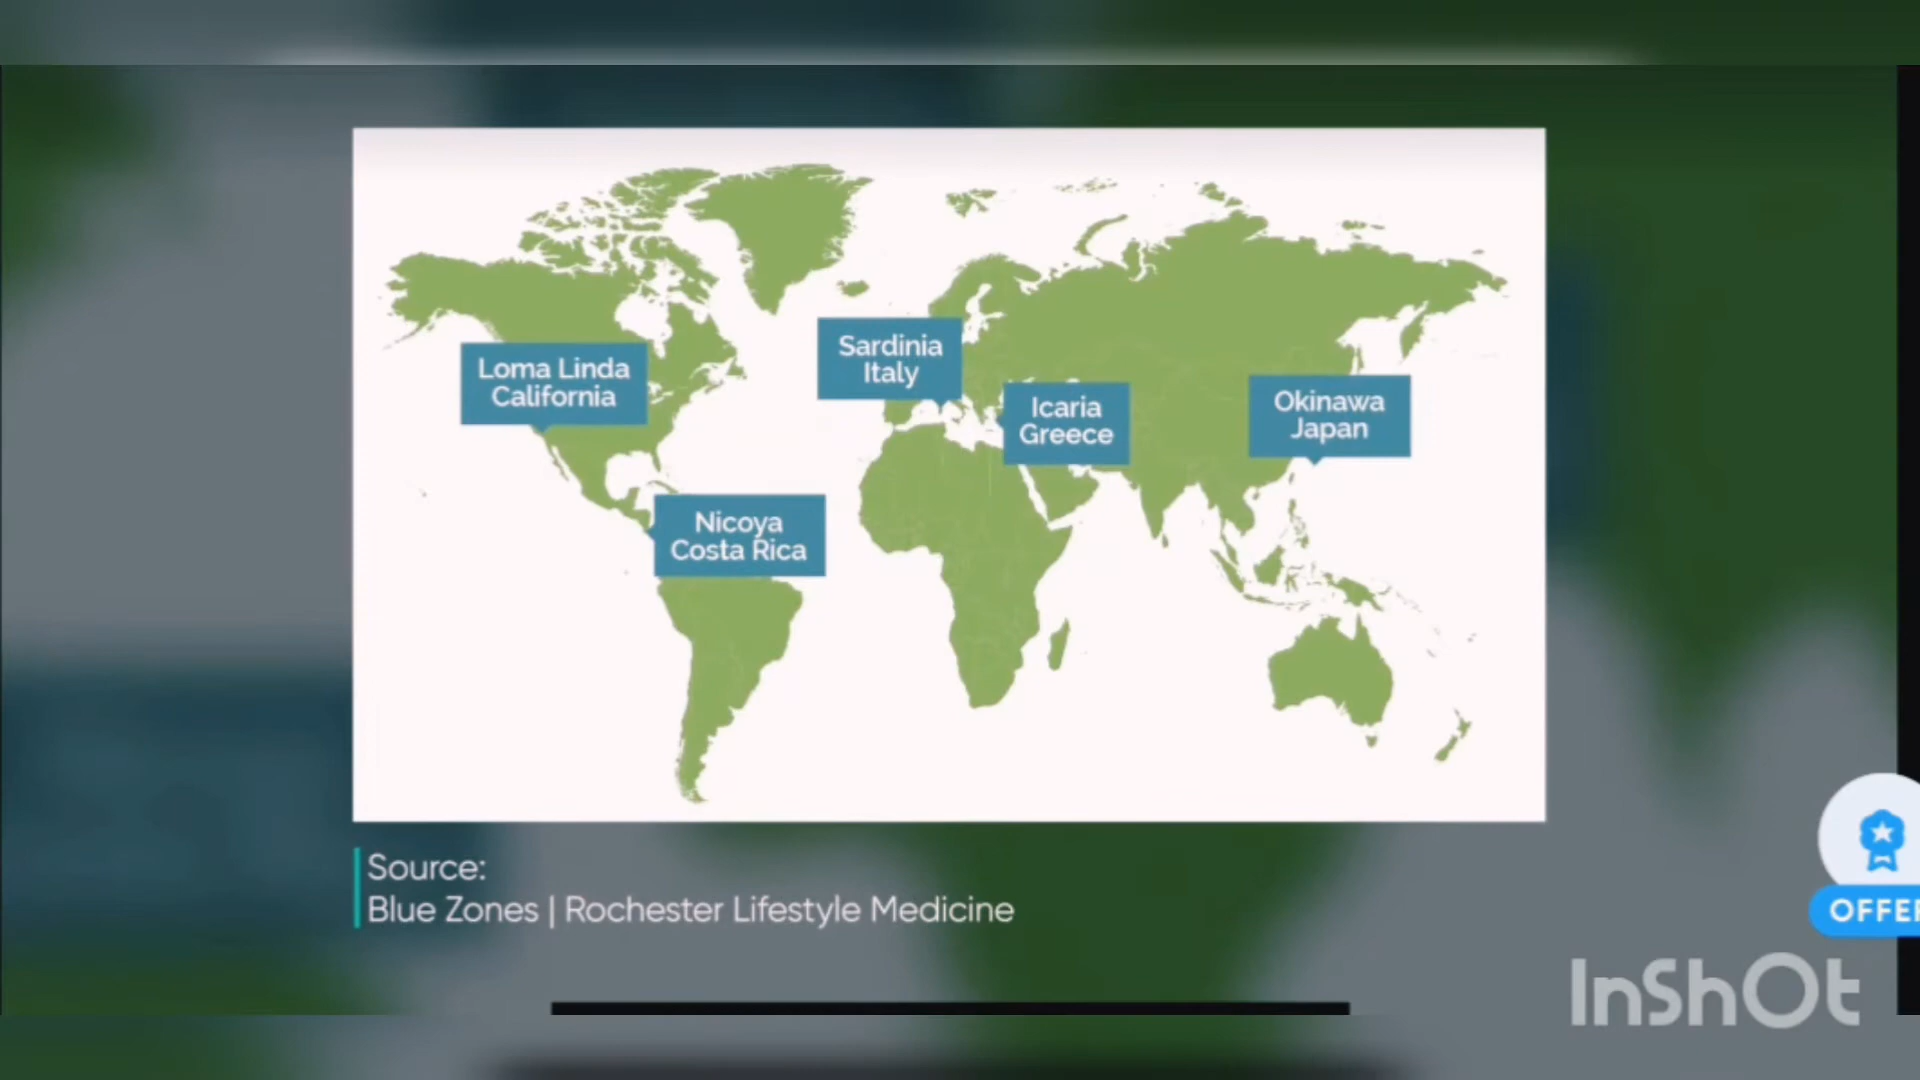 Sardinia
Italy
Loma Linda
California
Icaria
Greece
Okinawa
Japan
Nicoya
Costa Rica
Source:
Blue Zones | Rochester Lifestyle Medicine
OFFER
InShOt